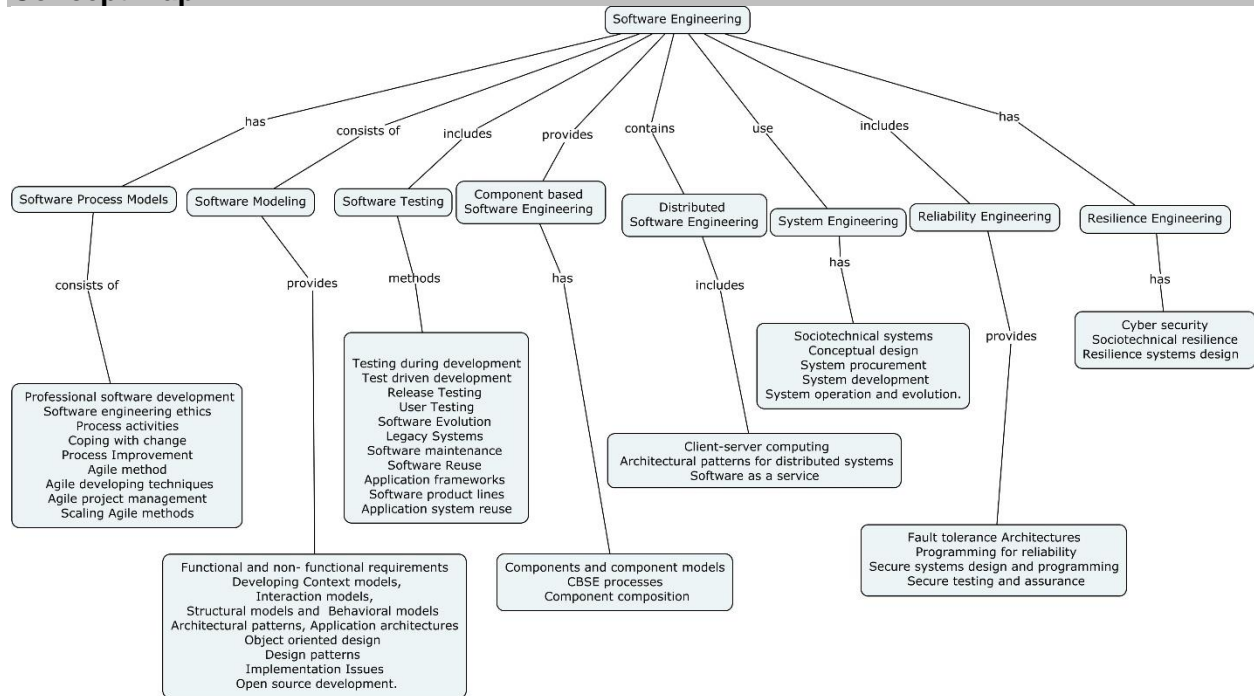 Software Engineering
has
consists of
includes
provides
contains
use
includes
has
Software Process Models
Software Modeling
Software Testing
Component based
Software Engineering
Distributed
Software Engineering
System Engineering
Reliability Engineering
Resilience Engineering
consists of
provides
methods
has
includes
has
provides
has
Professional software development
Software engineering ethics
Process activities
Coping with change
Process Improvement
Agile method
Agile developing techniques
Agile project management
Scaling Agile methods
Functional and non- functional requirements
Developing Context models,
Interaction models,
Structural models and Behavioral models
Architectural patterns, Application architectures
Object oriented design
Design patterns
Implementation Issues
Open source development.
Testing during development
Test driven development
Release Testing
User Testing
Software Evolution
Legacy Systems
Software maintenance
Software Reuse
Application frameworks
Software product lines
Application system reuse
Components and component models
CBSE processes
Component composition
Client-server computing
Architectural patterns for distributed systems
Software as a service
Sociotechnical systems
Conceptual design
System procurement
System development
System operation and evolution.
Fault tolerance Architectures
Programming for reliability
Secure systems design and programming
Secure testing and assurance
Cyber security
Sociotechnical resilience
Resilience systems design